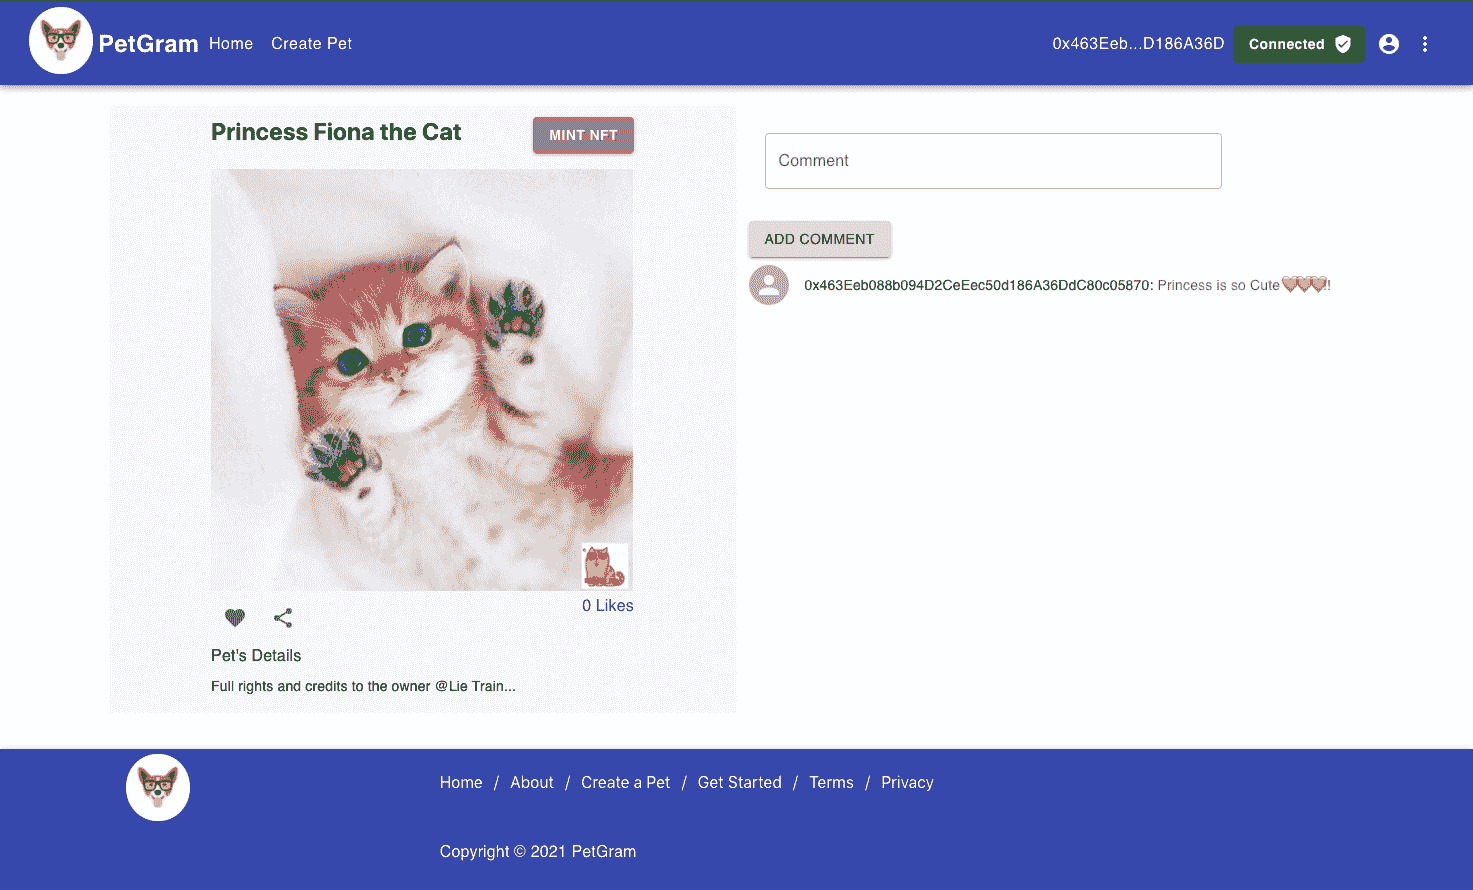 PetGram Home Create Pet 0x463Eeb...D186A36D Connected
Princess Fiona the Cat MINT NFT
Comment
ADD COMMENT
0x463Eeb088b094D2CeEec50d186A36DdC80c05870: Princess is so Cute💖💖💖!!
0 Likes
Pet's Details
Full rights and credits to the owner @Lie Train...
Home / About / Create a Pet / Get Started / Terms / Privacy
Copyright © 2021 PetGram